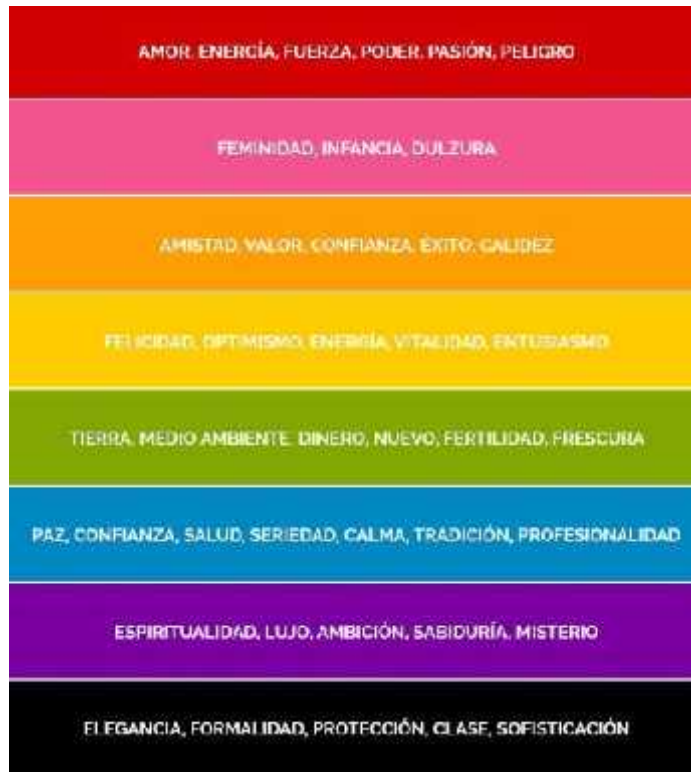 AMOR, ENERGÍA, FUERZA, PODER, PASIÓN, PELIGRO
FEMINIDAD, INFANCIA, DULZURA
AMISTAD, VALOR, CONFIANZA, ÉXITO, CALIDEZ
FELICIDAD, OPTIMISMO, ENERGÍA, VITALIDAD, ENTUSIASMO
TIERRA, MEDIO AMBIENTE, DINERO, NUEVO, FERTILIDAD, FRESCURA
PAZ, CONFIANZA, SALUD, SERIEDAD, CALMA, TRADICIÓN, PROFESIONALIDAD
ESPIRITUALIDAD, LUJO, AMBICIÓN, SABIDURÍA, MISTERIO
ELEGANCIA, FORMALIDAD, PROTECCIÓN, CLASE, SOFISTICACIÓN